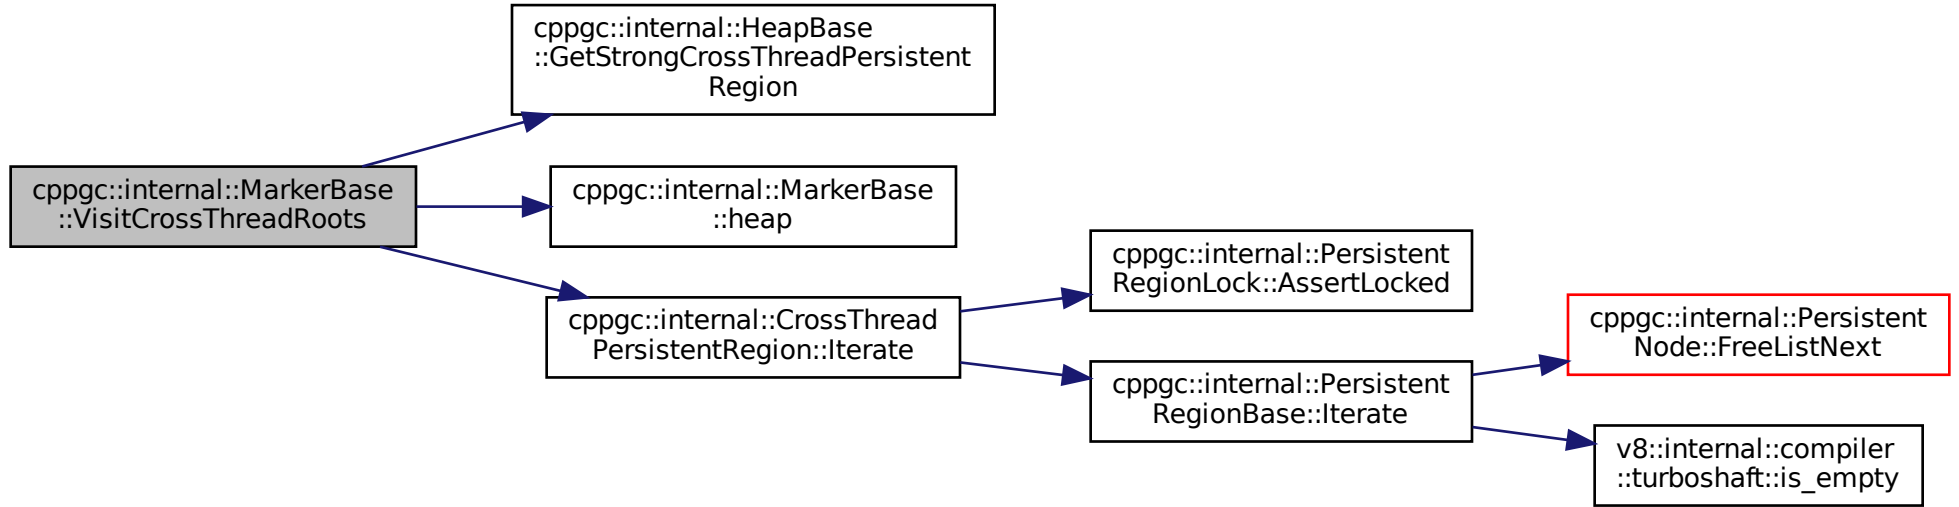 cppgc::internal::HeapBase
::GetStrongCrossThreadPersistent
Region
cppgc::internal::MarkerBase
::VisitCrossThreadRoots
cppgc::internal::MarkerBase
::heap
cppgc::internal::CrossThread
PersistentRegion::Iterate
cppgc::internal::Persistent
RegionLock::AssertLocked
cppgc::internal::Persistent
RegionBase::Iterate
cppgc::internal::Persistent
Node::FreeListNext
v8::internal::compiler
::turboshaft::is_empty